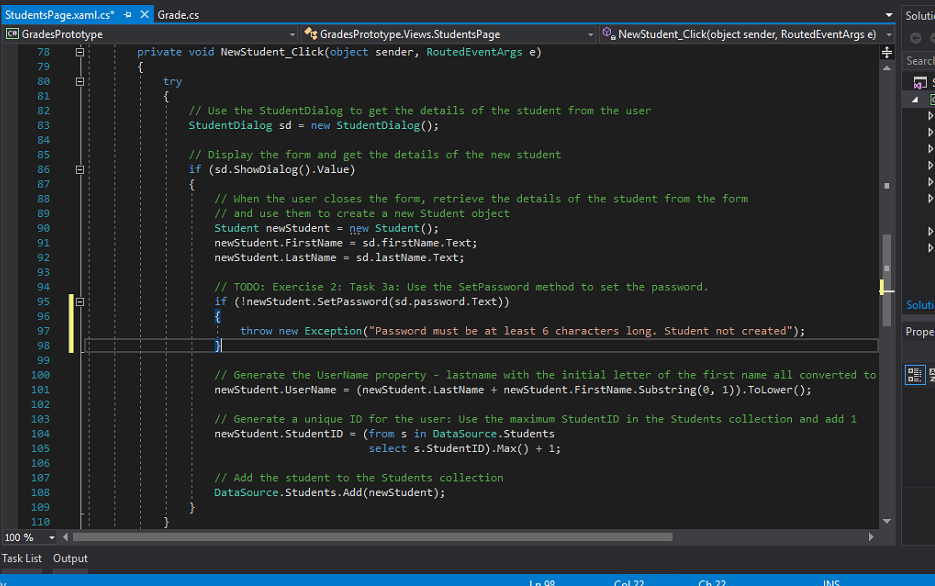 StudentsPage.xaml.cs* Grade.cs
Soluti
GradesPrototype GradesPrototype.Views.StudentsPage NewStudent_Click(object sender, RoutedEventArgs e)
Search
78 private void NewStudent_Click(object sender, RoutedEventArgs e)
79 {
80 try
81 {
82 // Use the StudentDialog to get the details of the student from the user
83 StudentDialog sd = new StudentDialog();
84
85 // Display the form and get the details of the new student
86 if (sd.ShowDialog().Value)
87 {
88 // When the user closes the form, retrieve the details of the student from the form
89 // and use them to create a new Student object
90 Student newStudent = new Student();
91 newStudent.FirstName = sd.firstName.Text;
92 newStudent.LastName = sd.lastName.Text;
93
94 // TODO: Exercise 2: Task 3a: Use the SetPassword method to set the password.
95 if (!newStudent.SetPassword(sd.password.Text))
96 {
97 throw new Exception("Password must be at least 6 characters long. Student not created");
98 }
99
100 // Generate the UserName property - lastname with the initial letter of the first name all converted to
101 newStudent.UserName = (newStudent.LastName + newStudent.FirstName.Substring(0, 1)).ToLower();
102
103 // Generate a unique ID for the user: Use the maximum StudentID in the Students collection and add 1
104 newStudent.StudentID = (from s in DataSource.Students
105 select s.StudentID).Max() + 1;
106
107 // Add the student to the Students collection
108 DataSource.Students.Add(newStudent);
109 }
110 }
Soluti
Prope
100 %
Task List Output
Ln 98 Col 22 Ch 22 INS